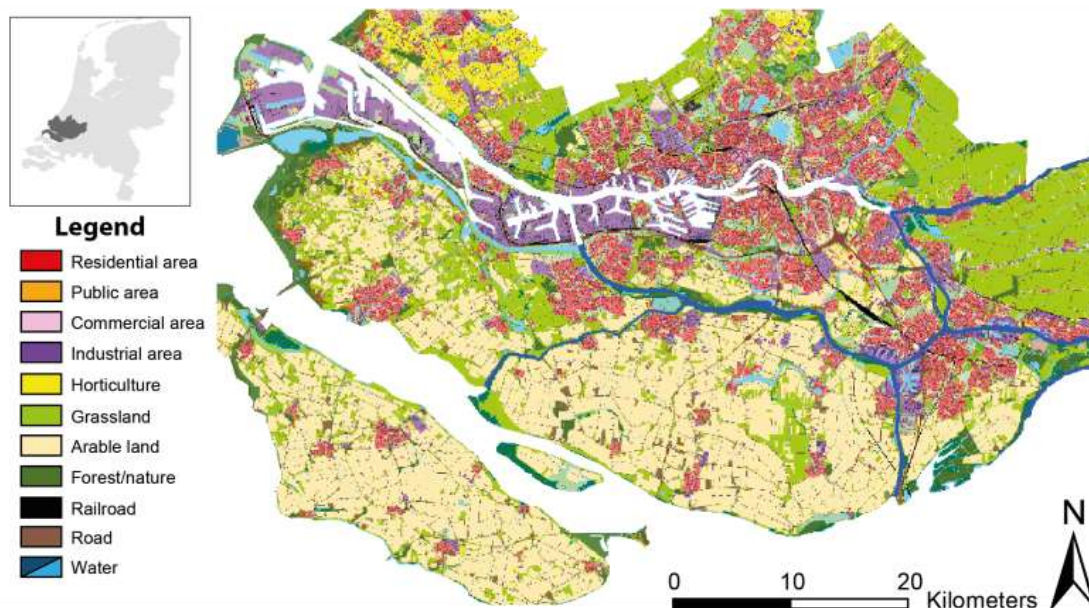 Legend
Residential area
Public area
Commercial area
Industrial area
Horticulture
Grassland
Arable land
Forest/nature
Railroad
Road
Water
N
0 10 20
Kilometers